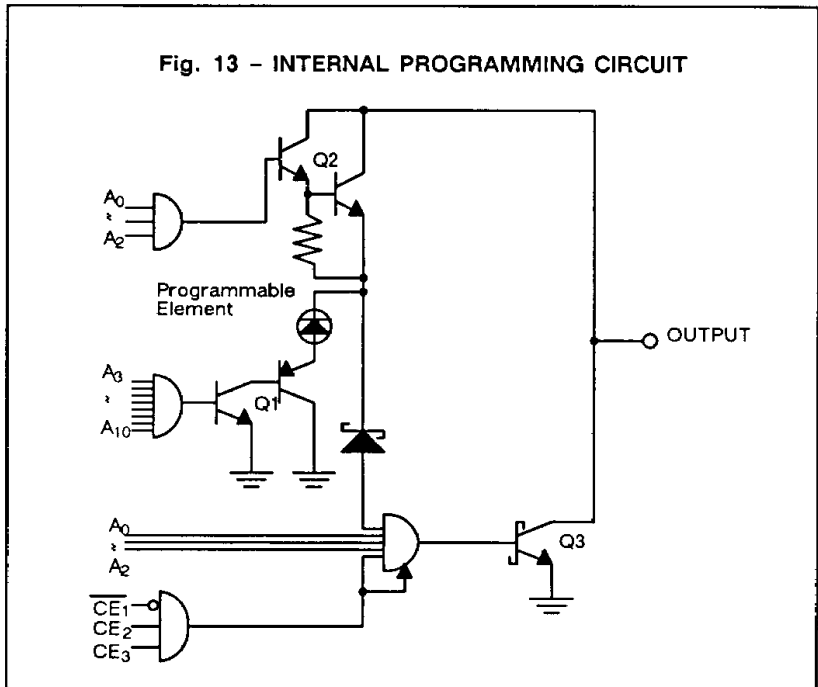 Fig. 13 – INTERNAL PROGRAMMING CIRCUIT
Q2
A0
~
A2
Programmable
Element
OUTPUT
A3
~
A10
Q1
A0
~
A2
Q3
CE1
CE2
CE3